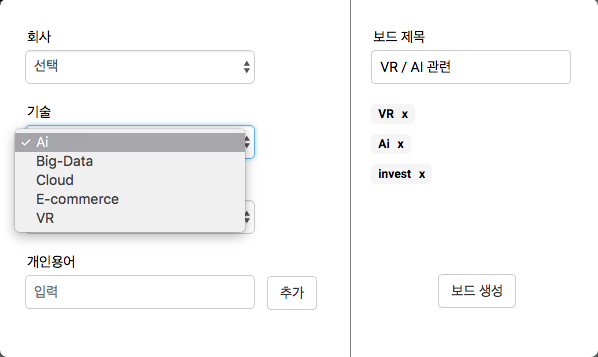 회사
선택
기술
✓ Ai
Big-Data
Cloud
E-commerce
VR
개인용어
입력
추가
보드 제목
VR / AI 관련
VR x
Ai x
invest x
보드 생성